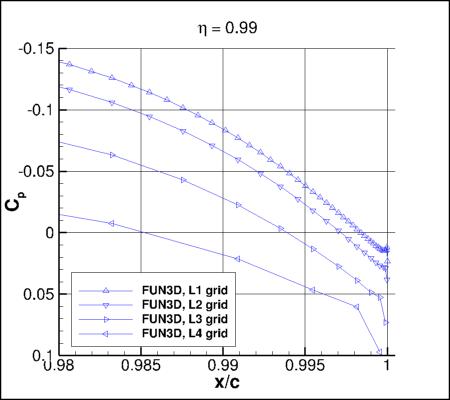 η = 0.99
-0.15
-0.1
-0.05
0
0.05
0.1
Cp
0.98 0.985 0.99 0.995 1
x/c
FUN3D, L1 grid
FUN3D, L2 grid
FUN3D, L3 grid
FUN3D, L4 grid